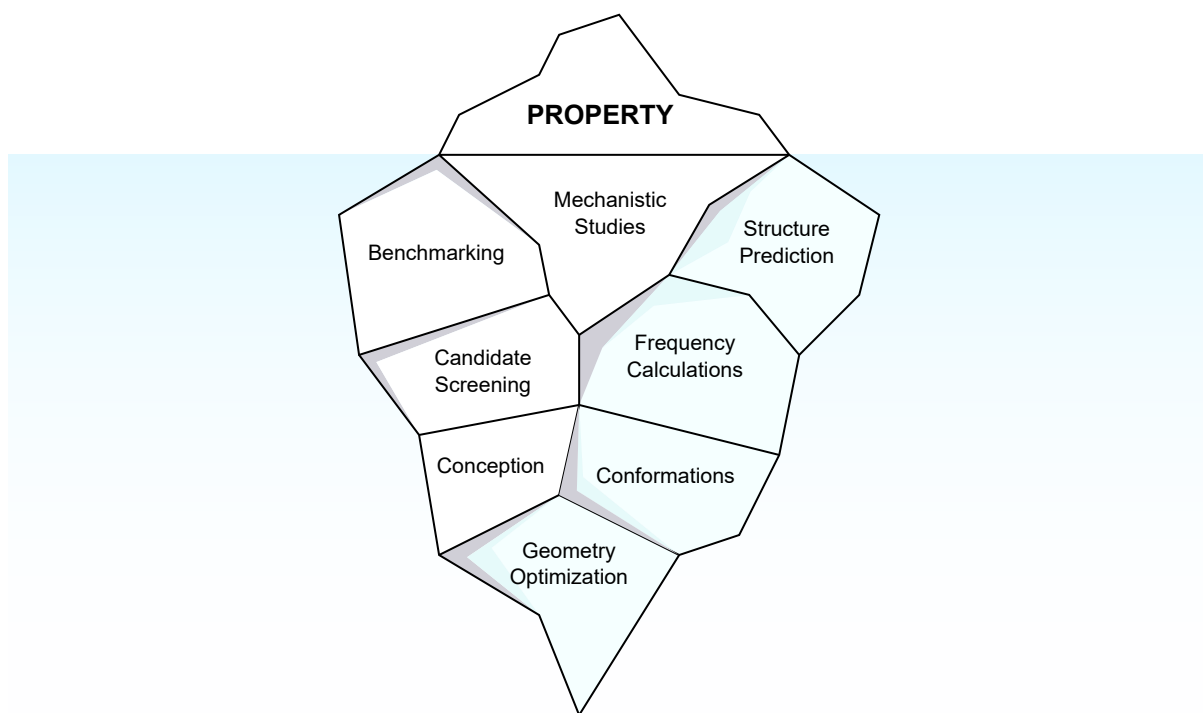 PROPERTY
Mechanistic
Studies
Structure
Prediction
Benchmarking
Frequency
Calculations
Candidate
Screening
Conception
Conformations
Geometry
Optimization